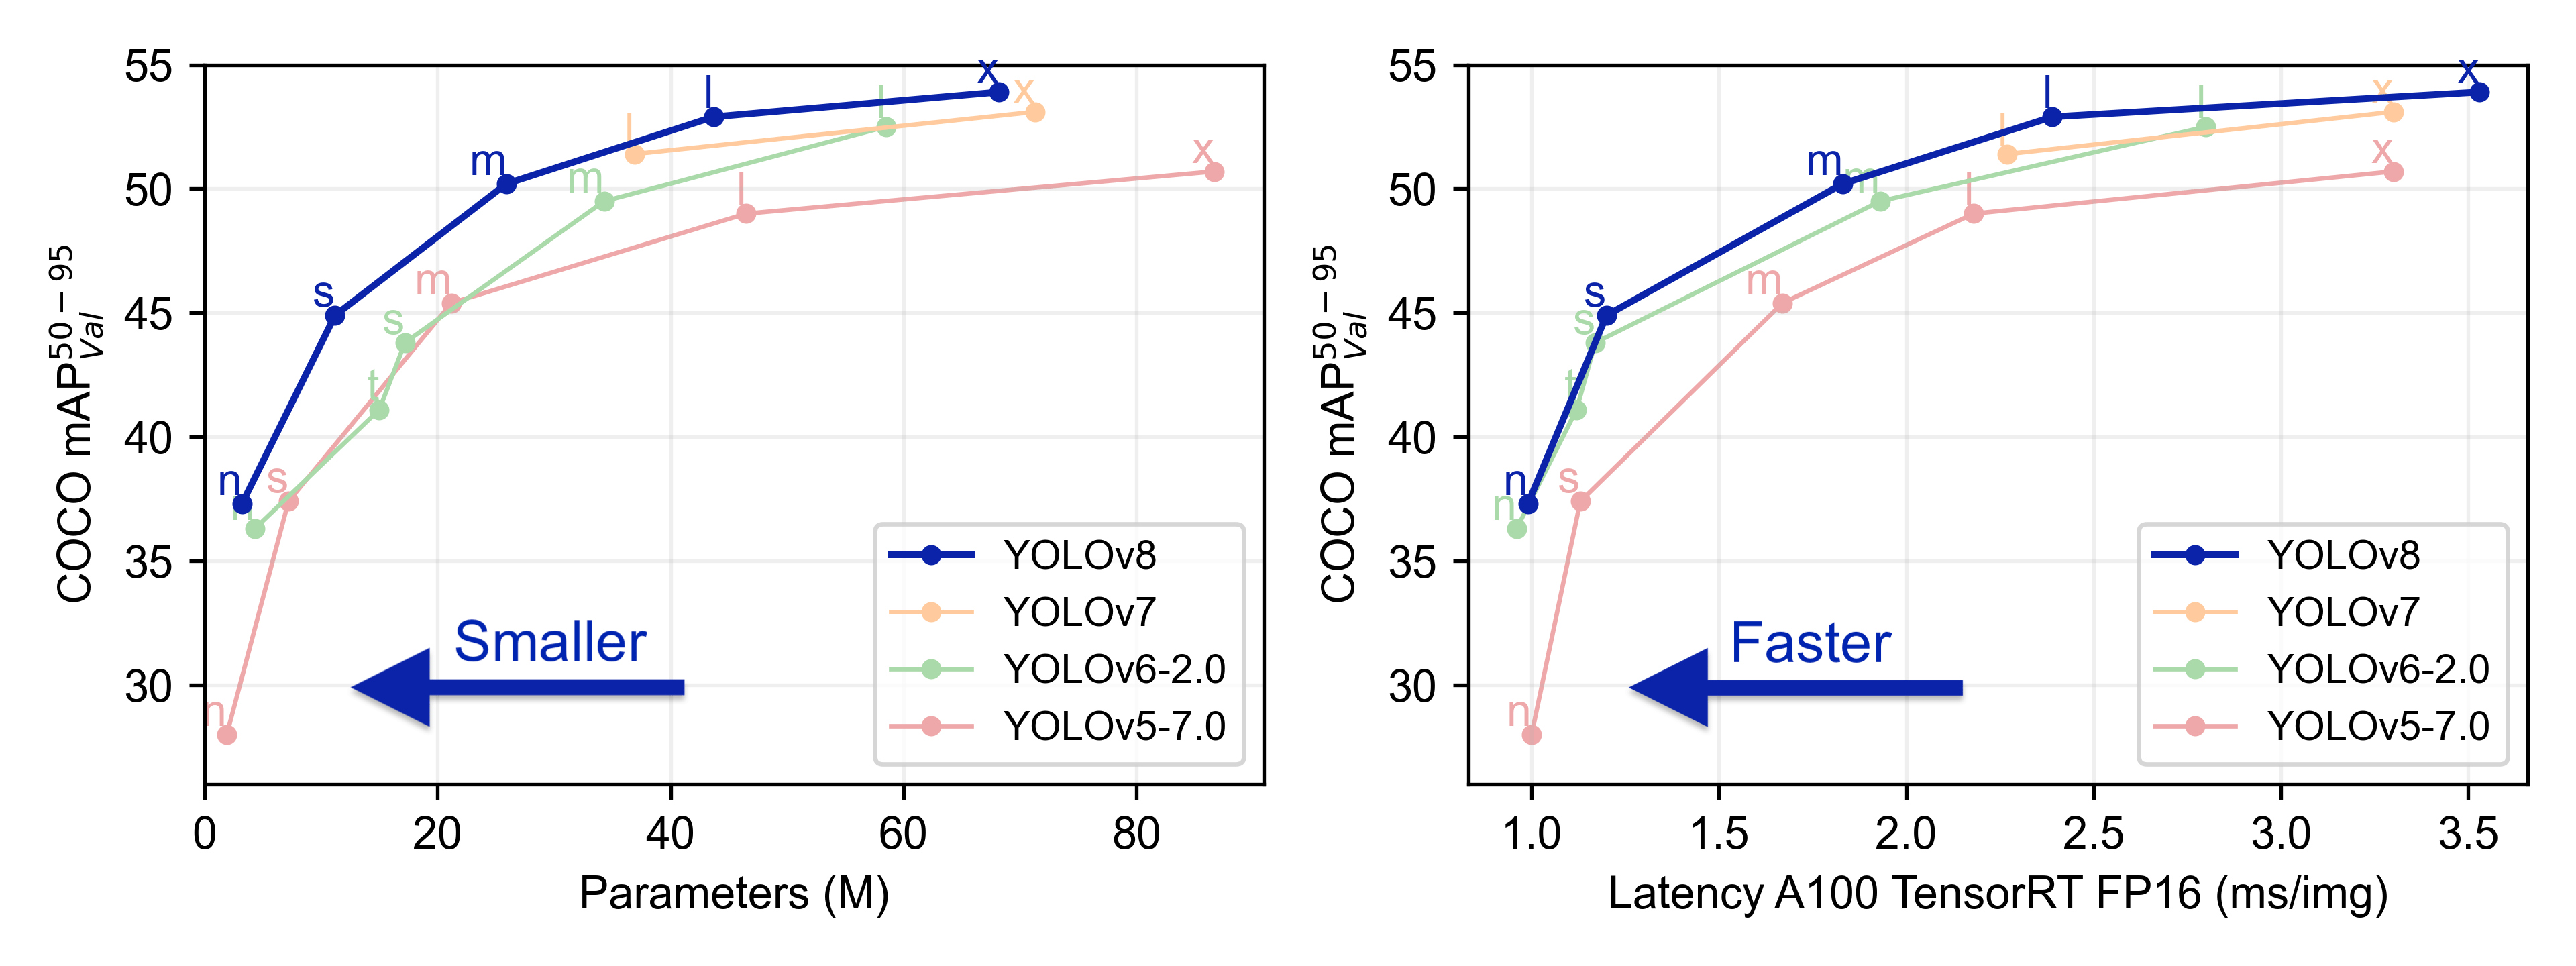 COCO mAP50−95 Val
55
50
45
40
35
30
0 20 40 60 80
Parameters (M)
n s m l x
l x
n t s m l
n s m l x
Smaller
YOLOv8
YOLOv7
YOLOv6-2.0
YOLOv5-7.0
COCO mAP50−95 Val
55
50
45
40
35
30
1.0 1.5 2.0 2.5 3.0 3.5
Latency A100 TensorRT FP16 (ms/img)
n s m l x
l x
n t s m l
n s m l x
Faster
YOLOv8
YOLOv7
YOLOv6-2.0
YOLOv5-7.0